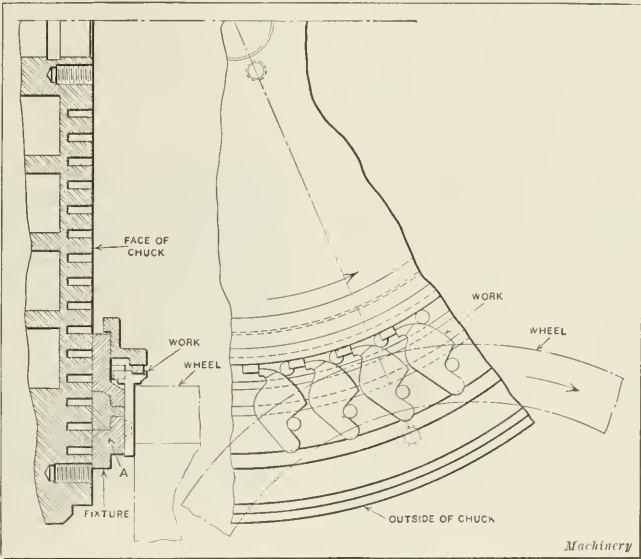 FACE OF
CHUCK
WORK
WHEEL
A
FIXTURE
WORK
WHEEL
OUTSIDE OF CHUCK
Machinery